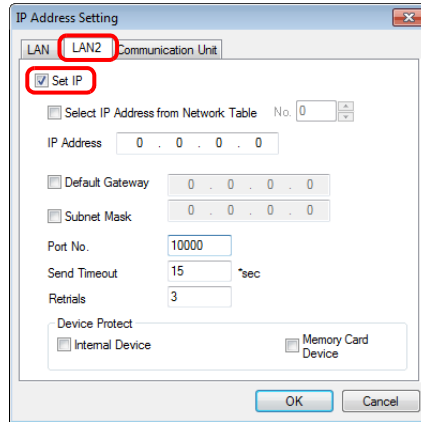 IP Address Setting
LAN LAN2 Communication Unit
Set IP
Select IP Address from Network Table No. 0
IP Address 0 . 0 . 0 . 0
Default Gateway 0 . 0 . 0 . 0
Subnet Mask 0 . 0 . 0 . 0
Port No. 10000
Send Timeout 15 *sec
Retrials 3
Device Protect
Internal Device Memory Card
Device
OK Cancel